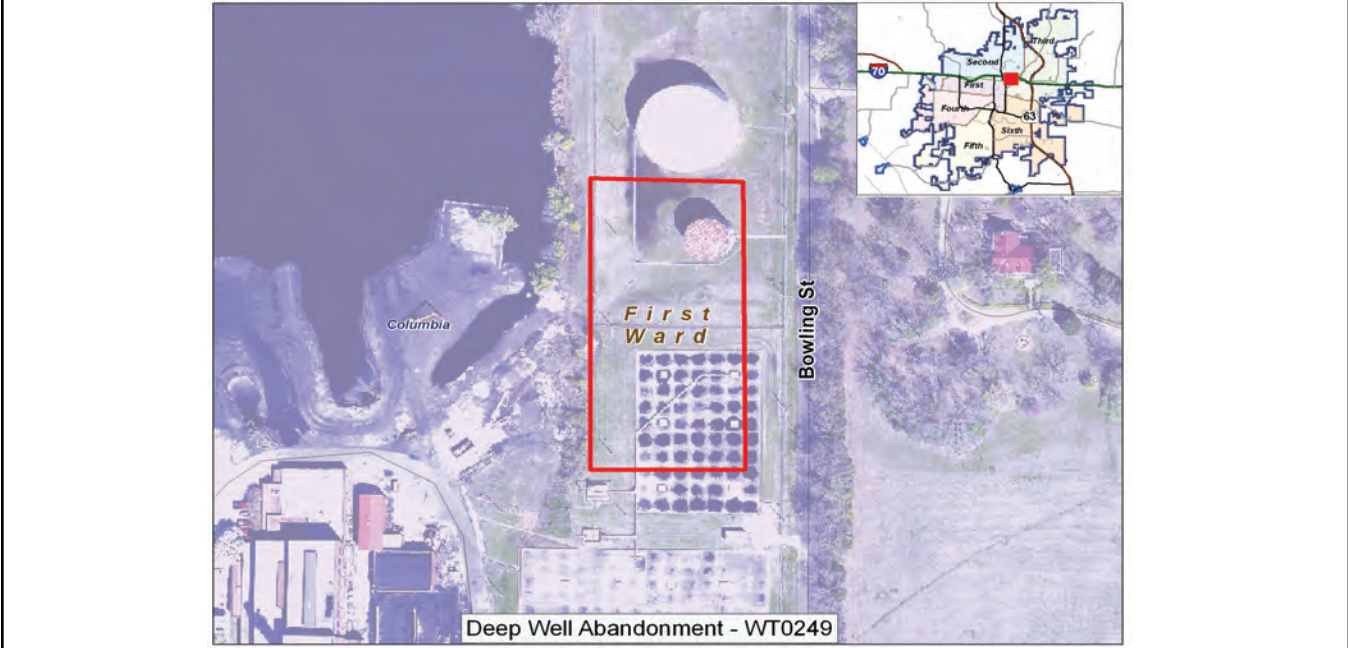 Third
Second
70
First
Fourth
63
Sixth
Fifth
First
Ward
Columbia
Bowling St
Deep Well Abandonment - WT0249